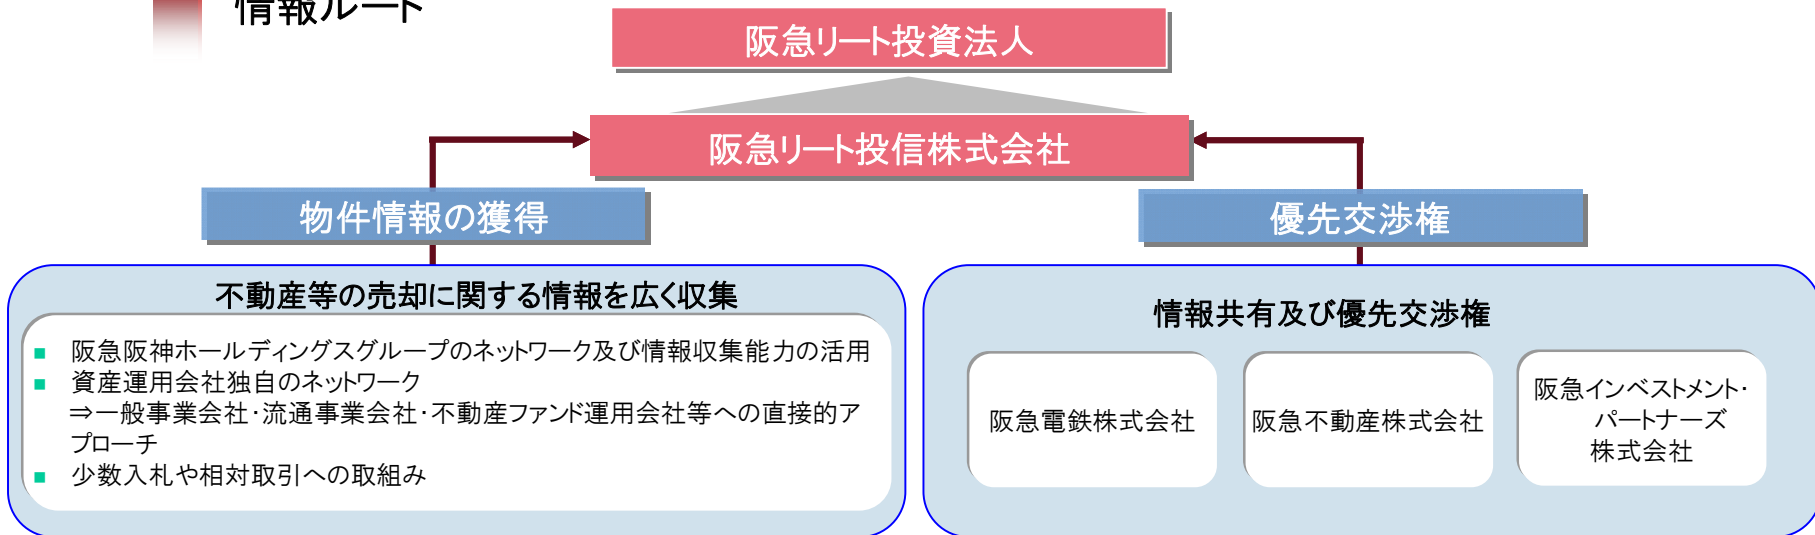 情報ルート
阪急リート投資法人
阪急リート投信株式会社
物件情報の獲得
優先交渉権
不動産等の売却に関する情報を広く収集
■ 阪急阪神ホールディングスグループのネットワーク及び情報収集能力の活用
■ 資産運用会社独自のネットワーク
⇒一般事業会社・流通事業会社・不動産ファンド運用会社等への直接的ア
プローチ
■ 少数入札や相対取引への取組み
情報共有及び優先交渉権
阪急電鉄株式会社
阪急不動産株式会社
阪急インベストメント・
パートナーズ
株式会社